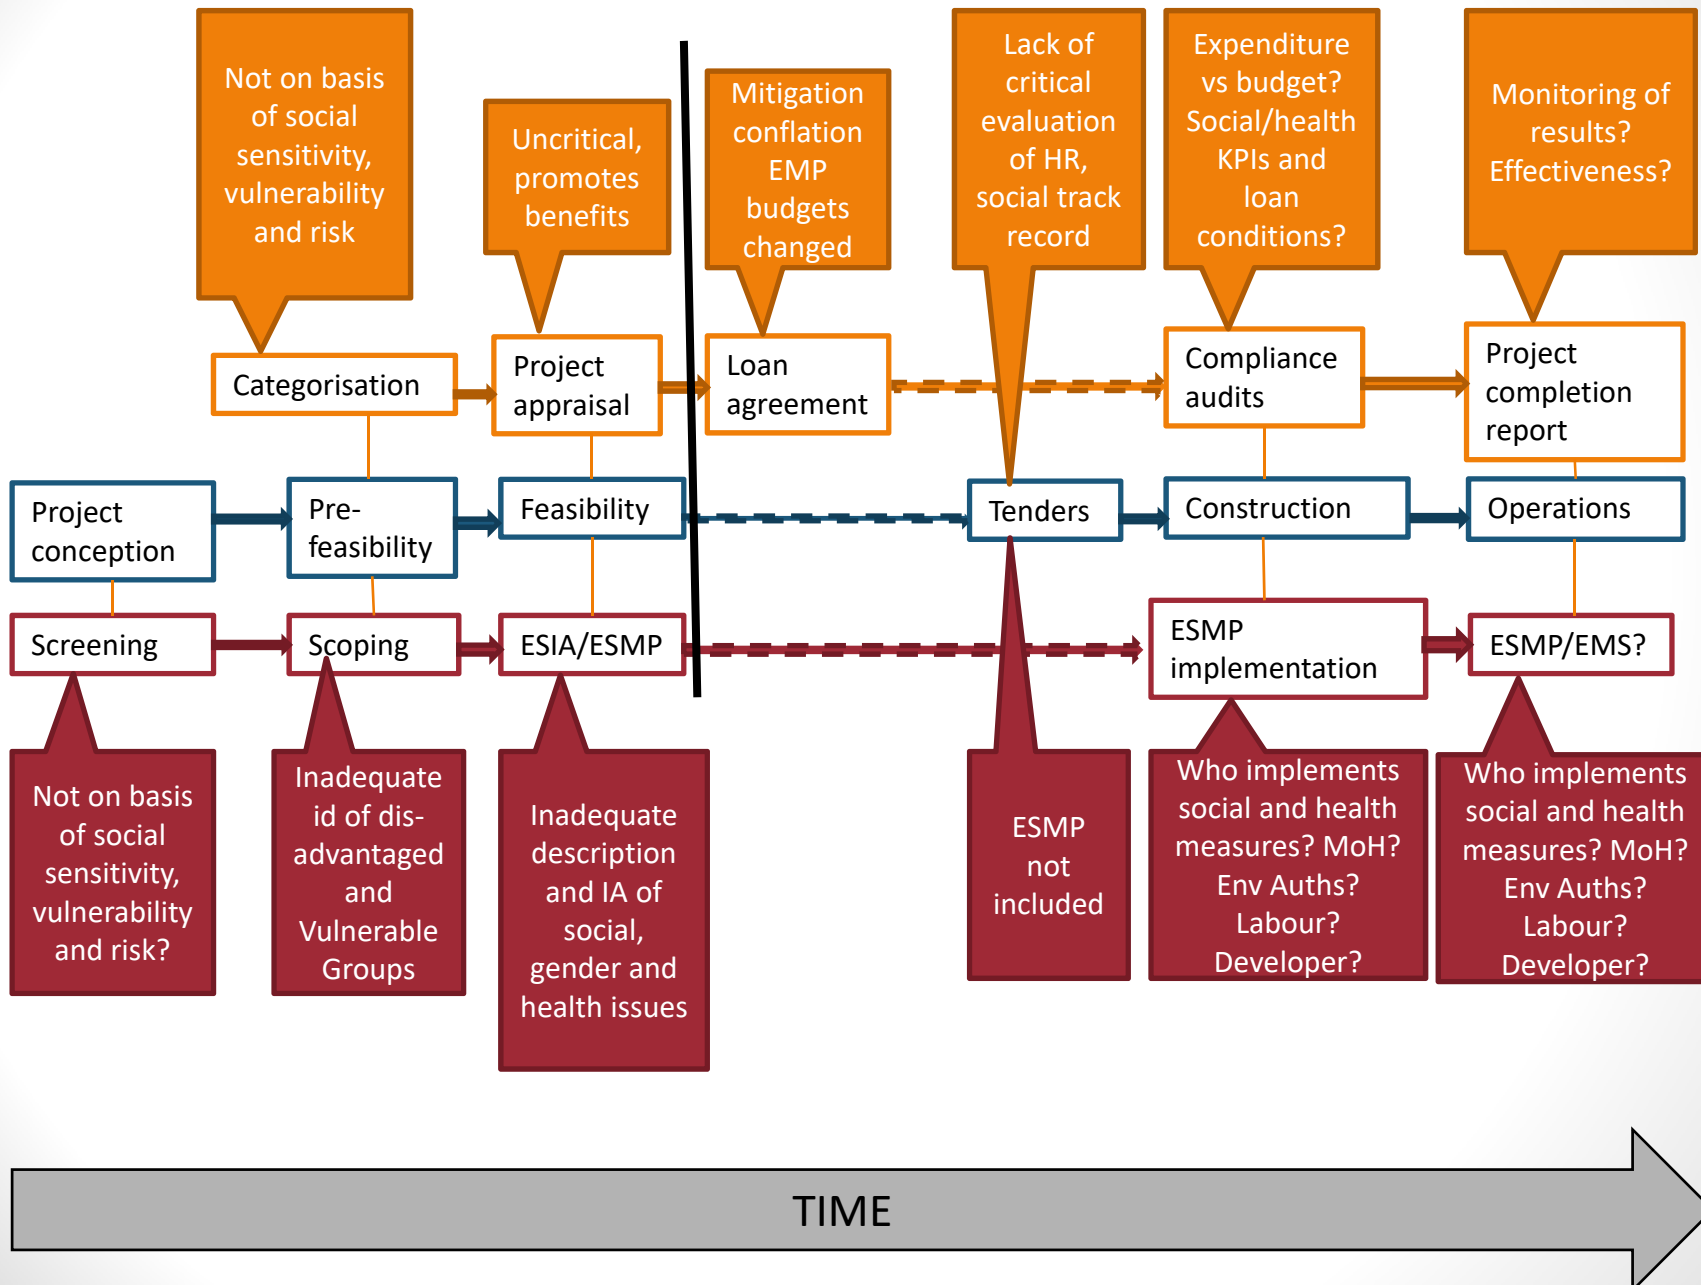 Not on basis
of social
sensitivity,
vulnerability
and risk
Uncritical,
promotes
benefits
Mitigation
conflation
EMP
budgets
changed
Lack of
critical
evaluation
of HR,
social track
record
Expenditure
vs budget?
Social/health
KPIs and
loan
conditions?
Monitoring of
results?
Effectiveness?
Categorisation
Project
appraisal
Loan
agreement
Compliance
audits
Project
completion
report
Project
conception
Pre-
feasibility
Feasibility
Tenders
Construction
Operations
Screening
Scoping
ESIA/ESMP
ESMP
implementation
ESMP/EMS?
Not on basis
of social
sensitivity,
vulnerability
and risk?
Inadequate
id of dis-
advantaged
and
Vulnerable
Groups
Inadequate
description
and IA of
social,
gender and
health issues
ESMP
not
included
Who implements
social and health
measures? MoH?
Env Auths?
Labour?
Developer?
Who implements
social and health
measures? MoH?
Env Auths?
Labour?
Developer?
TIME